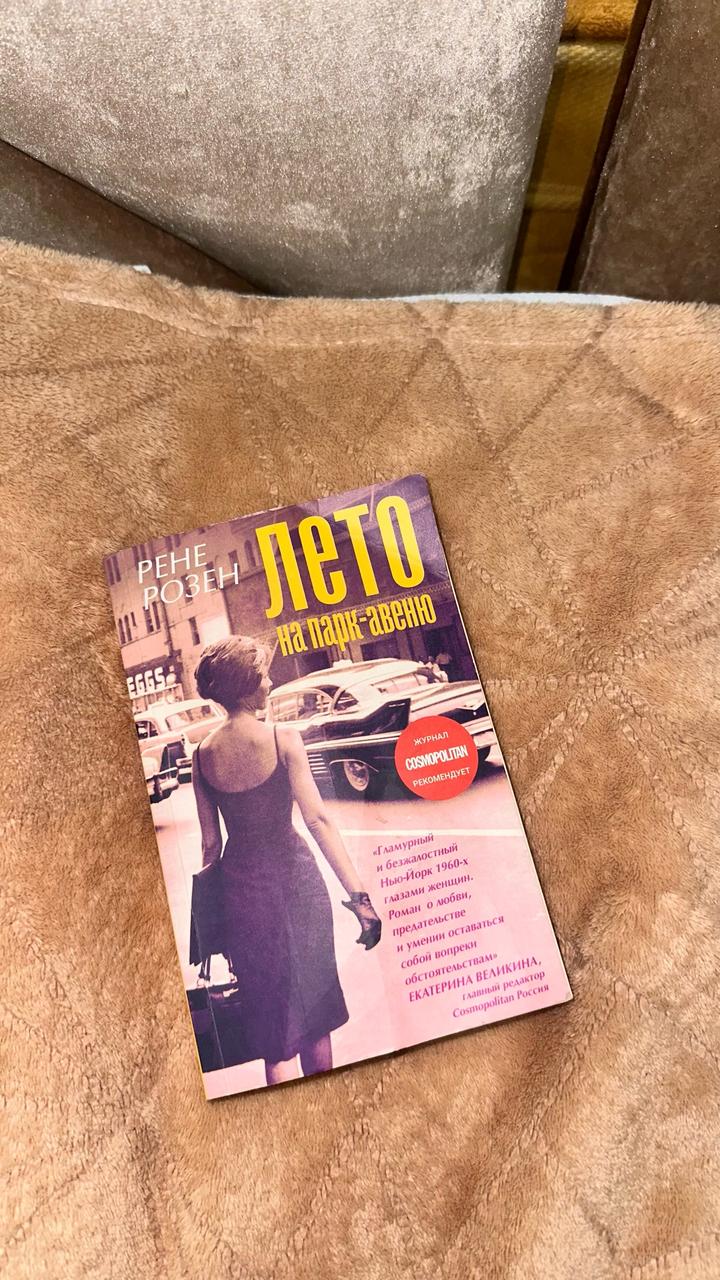 РЕНЕ
РОЗЕН
лето
на парк-авеню
EGGS
ЖУРНАЛ
COSMOPOLITAN
РЕКОМЕНДУЕТ
«Гламурный
и безжалостный
Нью-Йорк 1960-х
глазами женщин.
Роман о любви,
предательстве
и умении оставаться
собой вопреки
обстоятельствам»
ЕКАТЕРИНА ВЕЛИКИНА,
главный редактор
Cosmopolitan Россия